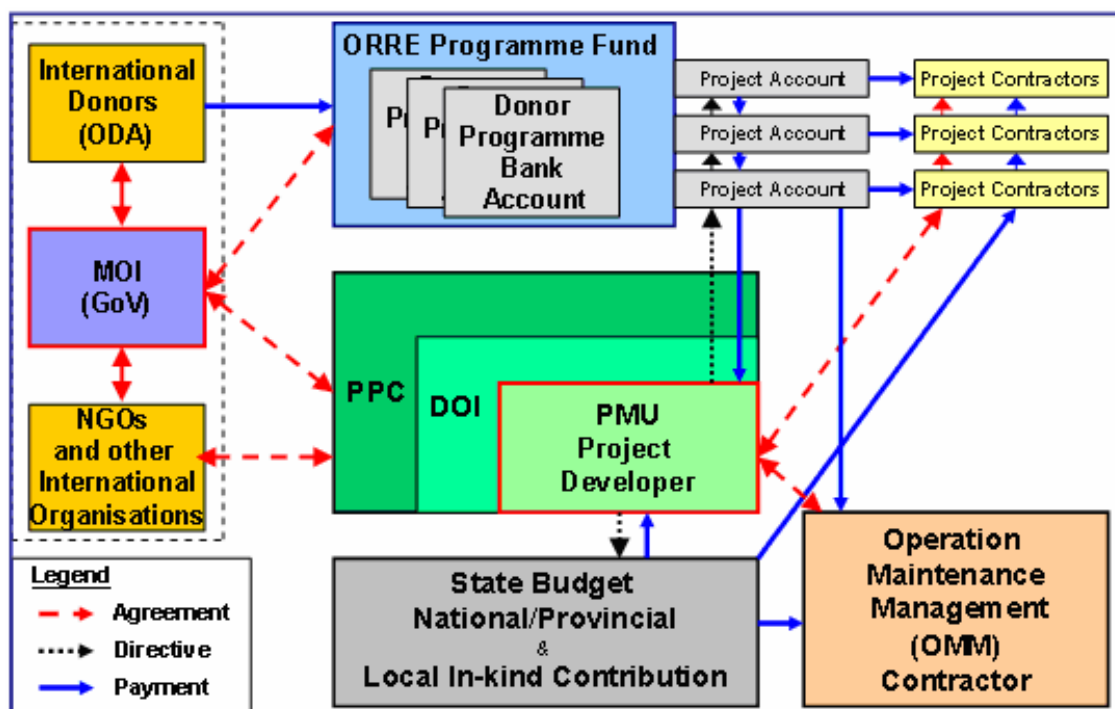 International
Donors
(ODA)
MOI
(GoV)
NGOs
and other
International
Organisations
ORRE Programme Fund
Donor
Programme
Bank
Account
Project Account
Project Contractors
Project Account
Project Contractors
Project Account
Project Contractors
PPC
DOI
PMU
Project
Developer
State Budget
National/Provincial
&
Local In-kind Contribution
Operation
Maintenance
Management
(OMM)
Contractor
Legend
Agreement
Directive
Payment